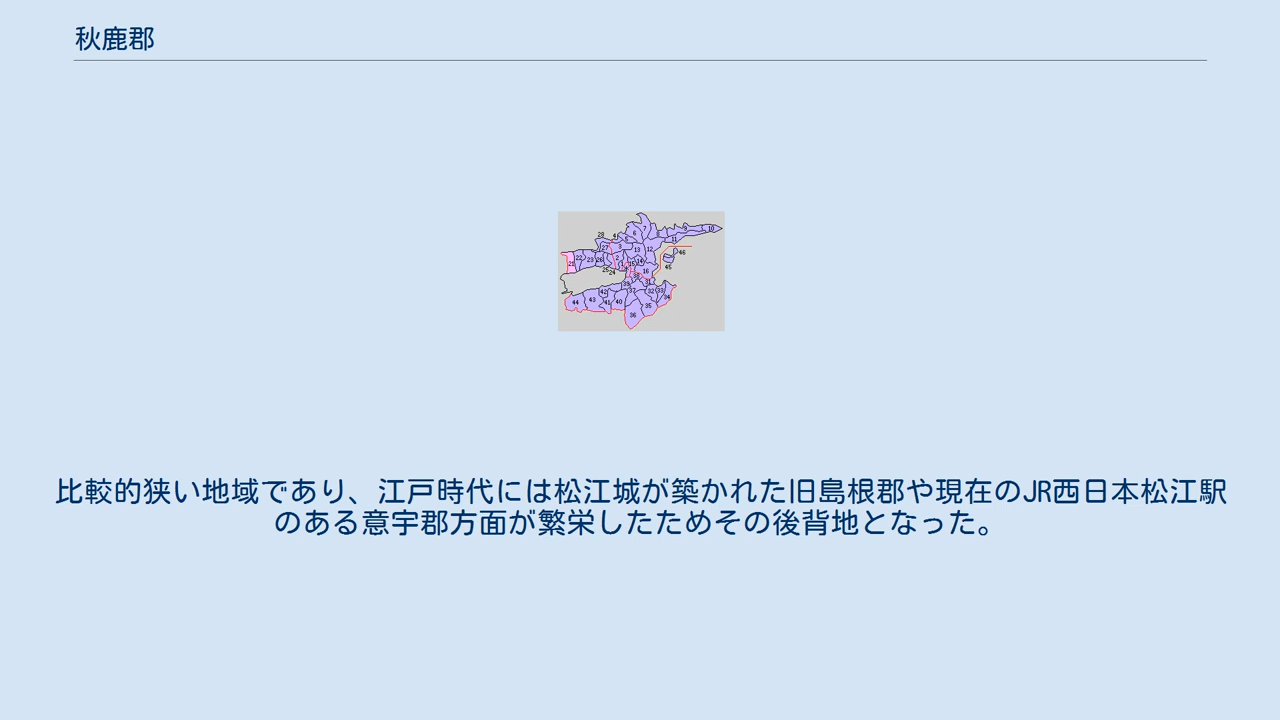 秋鹿郡
比較的狭い地域であり、江戸時代には松江城が築かれた旧島根郡や現在のJR西日本松江駅
のある意宇郡方面が繁栄したためその後背地となった。